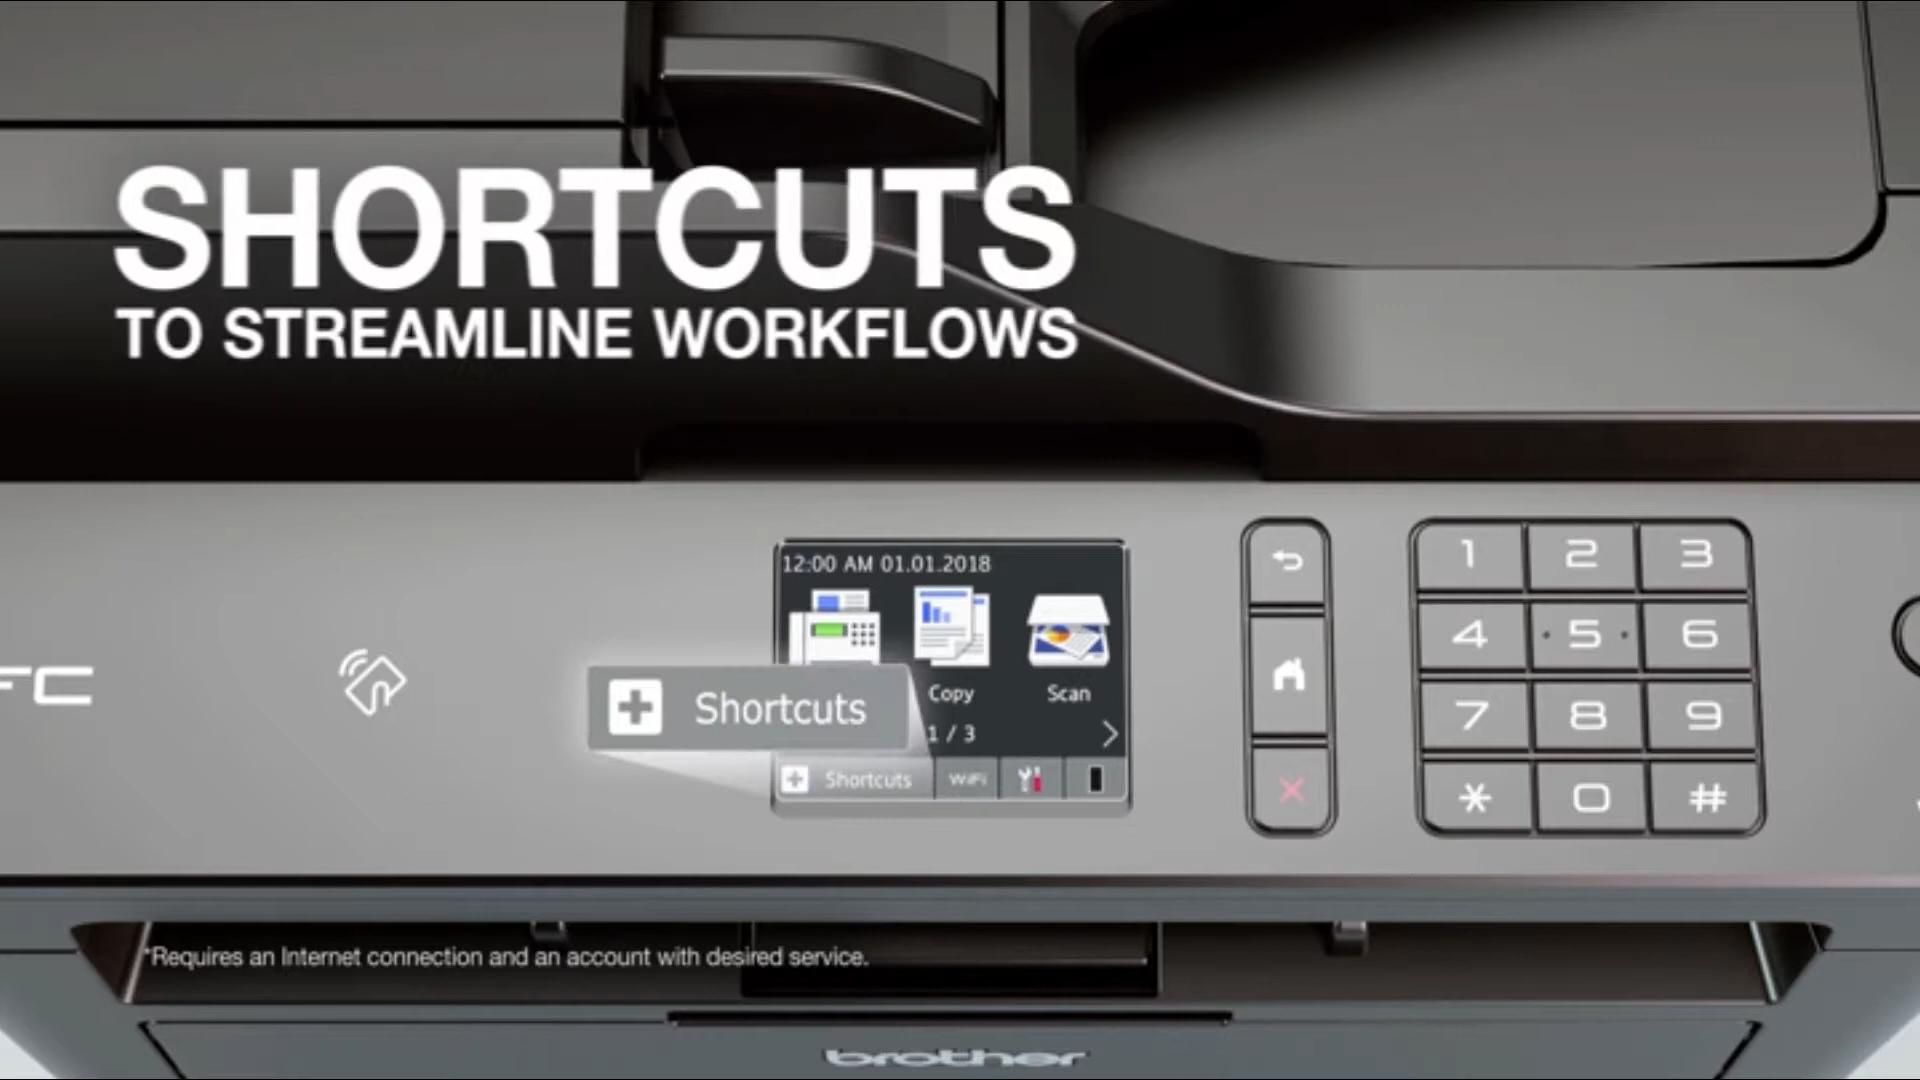 SHORTCUTS
TO STREAMLINE WORKFLOWS
12:00 AM 01.01.2018
Shortcuts
Copy
Scan
1 / 3
Shortcuts
WiFi
1 2 3
4 5 6
7 8 9
* 0 #
*Requires an Internet connection and an account with desired service.
brother